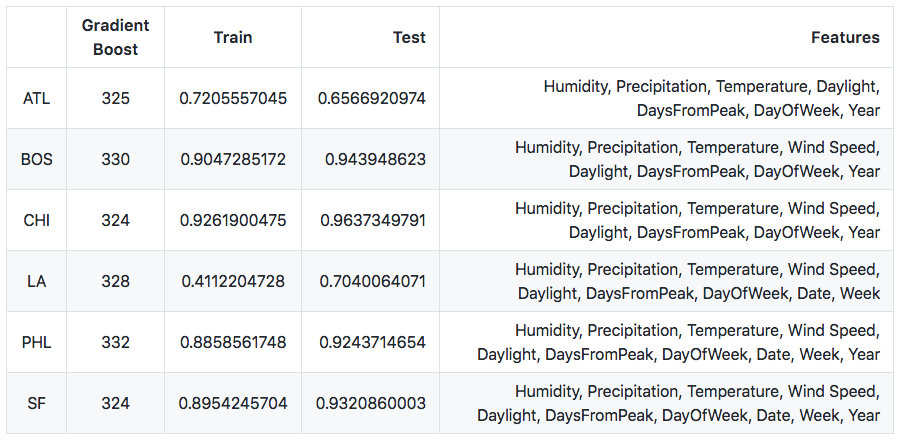 Gradient Boost Train Test Features
ATL 325 0.7205557045 0.6566920974 Humidity, Precipitation, Temperature, Daylight,
DaysFromPeak, DayOfWeek, Year
BOS 330 0.9047285172 0.943948623 Humidity, Precipitation, Temperature, Wind Speed,
Daylight, DaysFromPeak, DayOfWeek, Year
CHI 324 0.9261900475 0.9637349791 Humidity, Precipitation, Temperature, Wind Speed,
Daylight, DaysFromPeak, DayOfWeek, Year
LA 328 0.4112204728 0.7040064071 Humidity, Precipitation, Temperature, Wind Speed,
Daylight, DaysFromPeak, DayOfWeek, Date, Week
PHL 332 0.8858561748 0.9243714654 Humidity, Precipitation, Temperature, Wind Speed,
Daylight, DaysFromPeak, DayOfWeek, Date, Week, Year
SF 324 0.8954245704 0.9320860003 Humidity, Precipitation, Temperature, Wind Speed,
Daylight, DaysFromPeak, DayOfWeek, Date, Week, Year